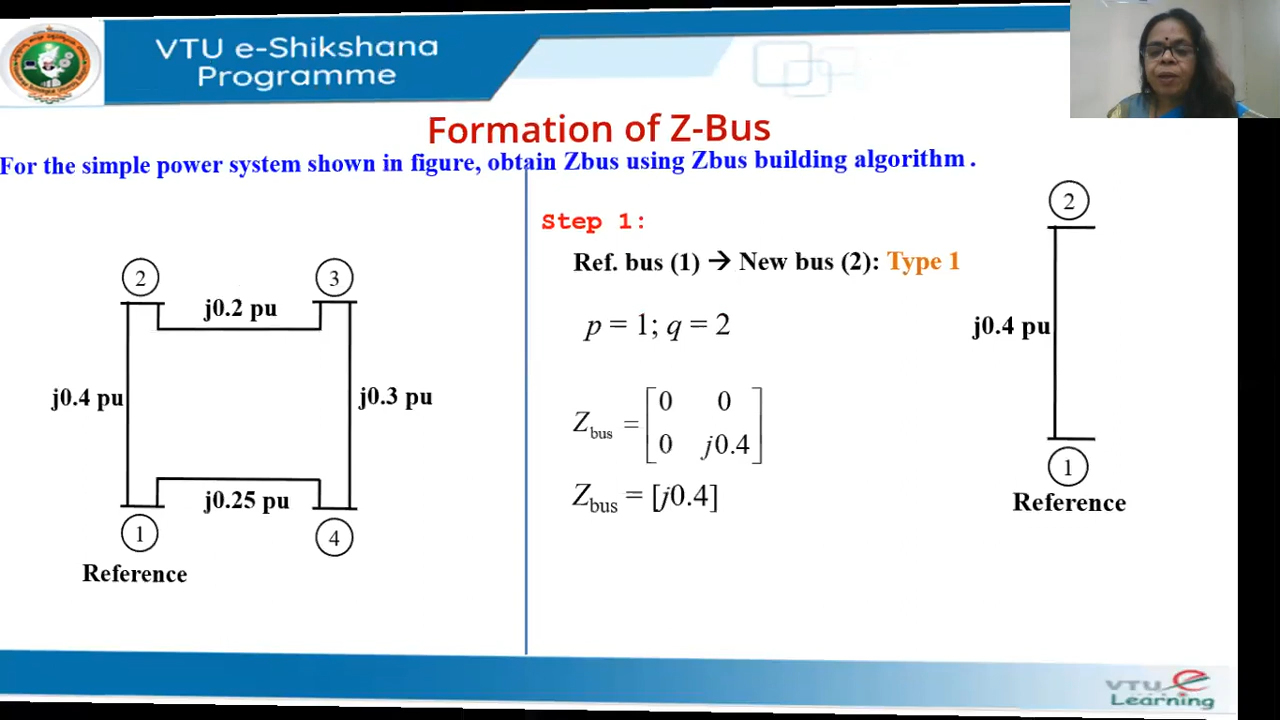 VTU e-Shikshana
Programme
Formation of Z-Bus
For the simple power system shown in figure, obtain Zbus using Zbus building algorithm .
2
3
j0.2 pu
j0.4 pu
j0.3 pu
j0.25 pu
1
4
Reference
Step 1:
Ref. bus (1) → New bus (2): Type 1
p = 1; q = 2
Z_bus = [0 0
0 j0.4]
Z_bus = [j0.4]
2
j0.4 pu
1
Reference
VTU e
Learning